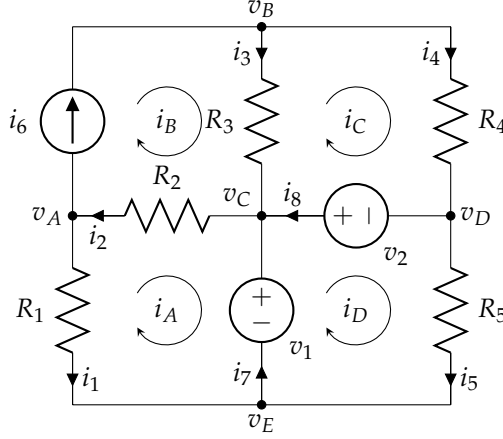 v_B
i_3 i_4
i_6 i_B R_3 i_C R_4
R_2
v_A i_2 v_C i_8 + − v_D
v_2
R_1 i_A + − i_D R_5
v_1
i_1 i_7 i_5
v_E